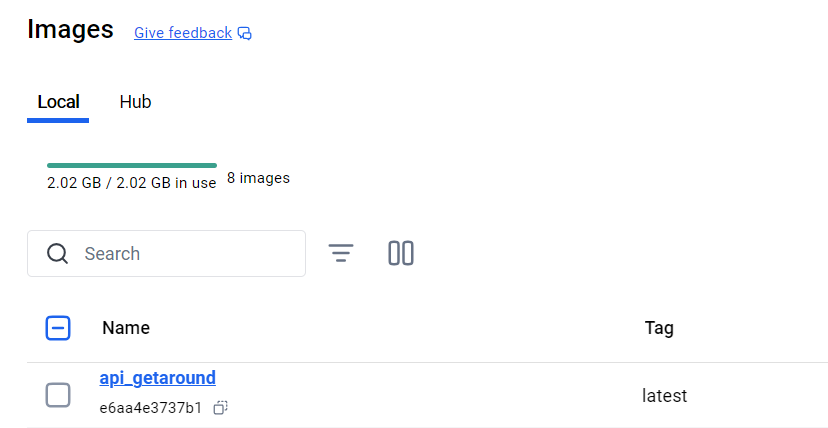 Images Give feedback
Local Hub
2.02 GB / 2.02 GB in use 8 images
Search
Name Tag
api_getaround
e6aa4e3737b1 latest